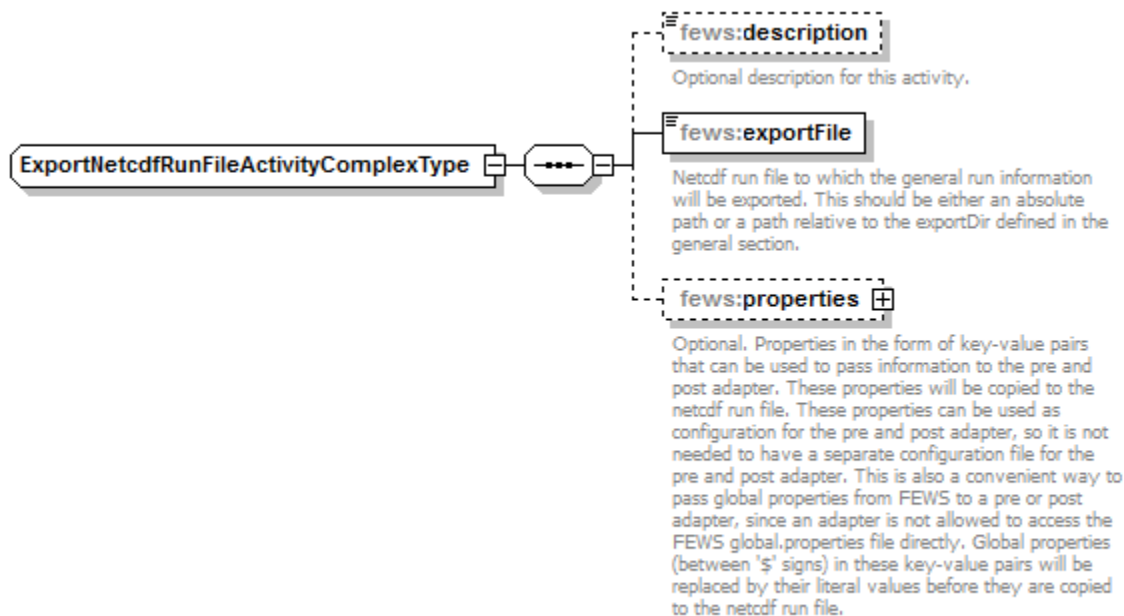 fews:description
Optional description for this activity.
ExportNetcdfRunFileActivityComplexType
fews:exportFile
Netcdf run file to which the general run information
will be exported. This should be either an absolute
path or a path relative to the exportDir defined in the
general section.
fews:properties
Optional. Properties in the form of key-value pairs
that can be used to pass information to the pre and
post adapter. These properties will be copied to the
netcdf run file. These properties can be used as
configuration for the pre and post adapter, so it is not
needed to have a separate configuration file for the
pre and post adapter. This is also a convenient way to
pass global properties from FEWS to a pre or post
adapter, since an adapter is not allowed to access the
FEWS global.properties file directly. Global properties
(between '$' signs) in these key-value pairs will be
replaced by their literal values before they are copied
to the netcdf run file.